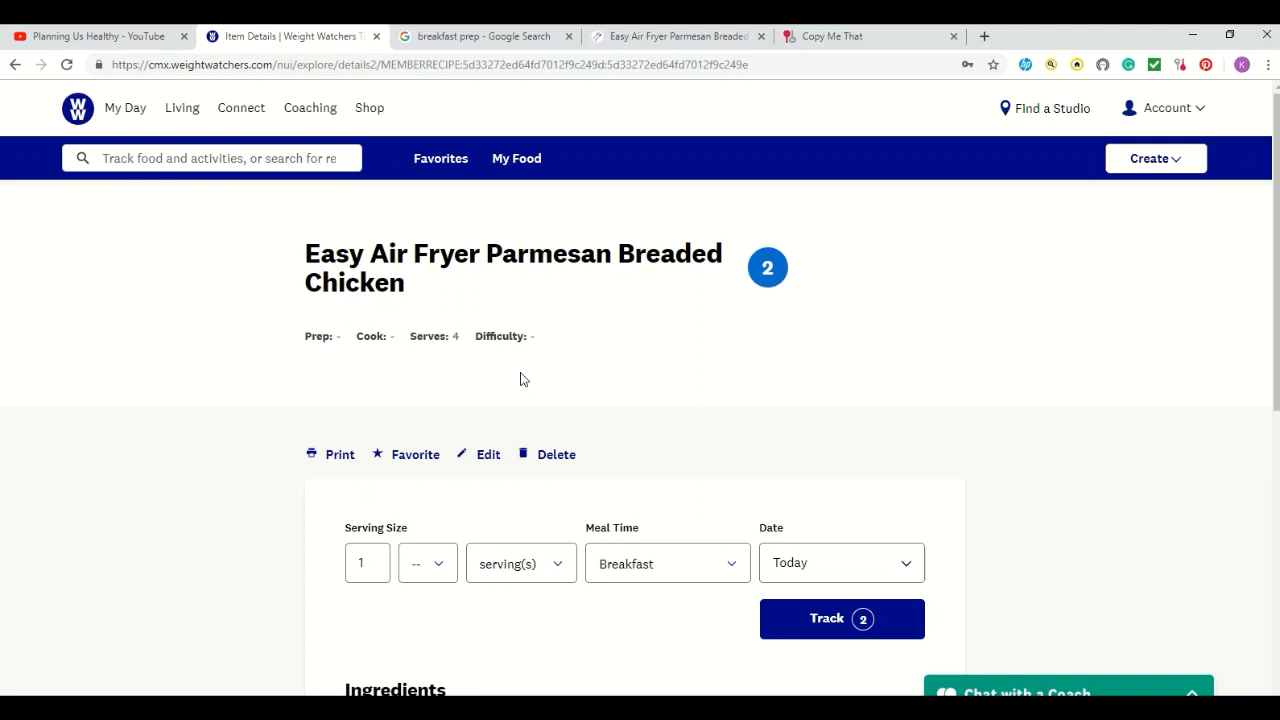 Planning Us Healthy - YouTube
Item Details | Weight Watchers T
breakfast prep - Google Search
Easy Air Fryer Parmesan Breaded
Copy Me That
https://cmx.weightwatchers.com/nui/explore/details2/MEMBERRECIPE:5d33272ed64fd7012f9c249d:5d33272ed64fd7012f9c249e
K
WW
My Day
Living
Connect
Coaching
Shop
Find a Studio
Account
Track food and activities, or search for re
Favorites
My Food
Create
Easy Air Fryer Parmesan Breaded
Chicken
2
Prep: - Cook: - Serves: 4 Difficulty: -
Print
Favorite
Edit
Delete
Serving Size
Meal Time
Date
1
--
serving(s)
Breakfast
Today
Track 2
Ingredients
Chat with a Coach